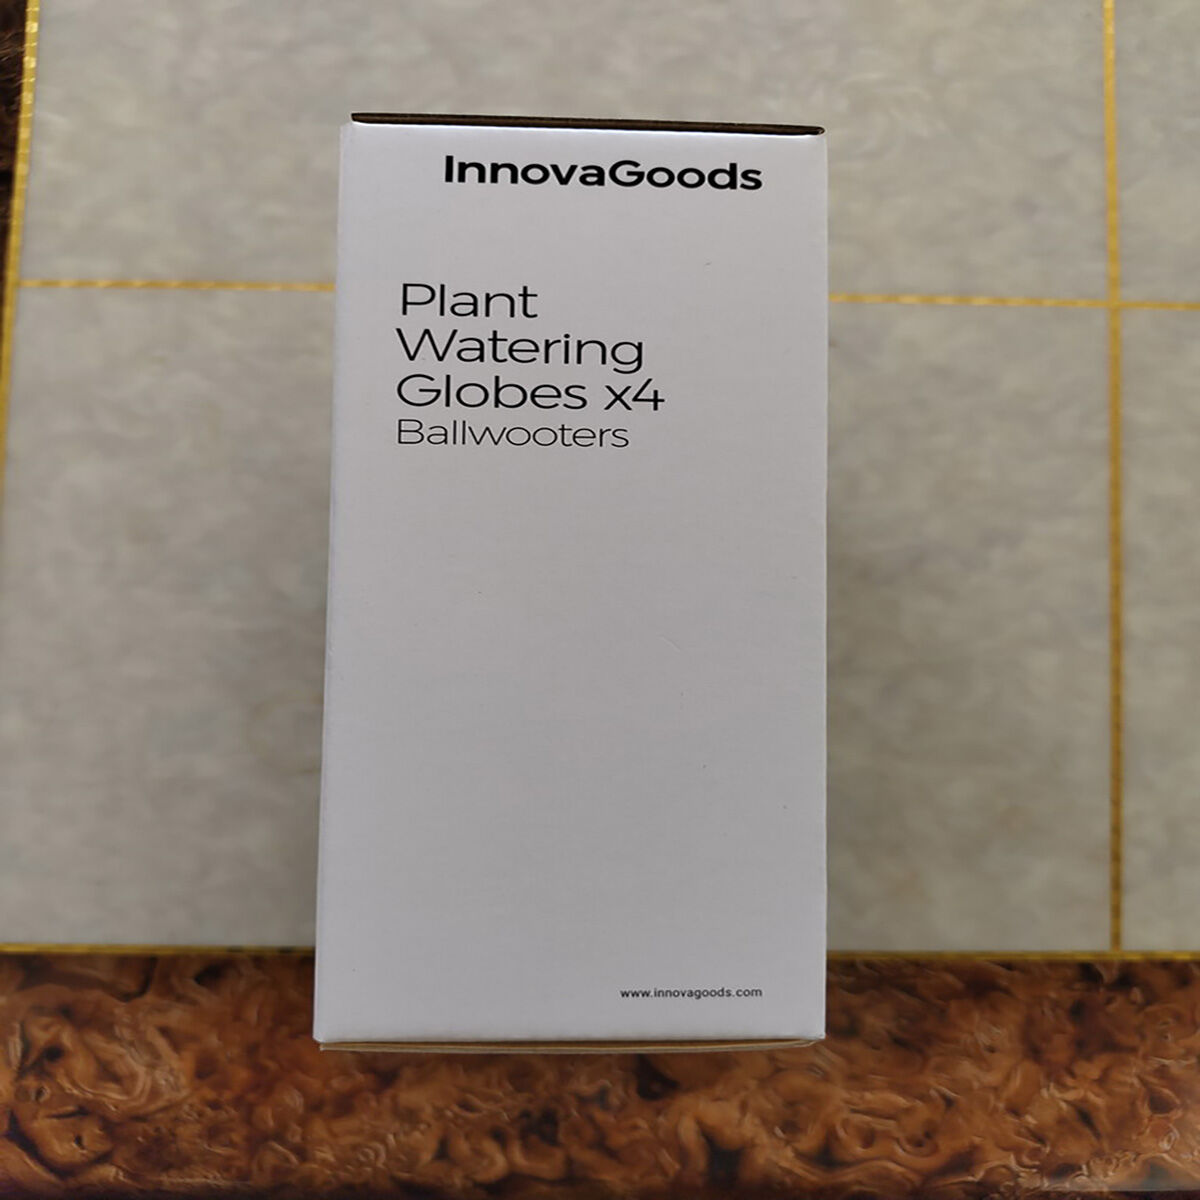 InnovaGoods
Plant
Watering
Globes x4
Ballwooters
www.innovagoods.com